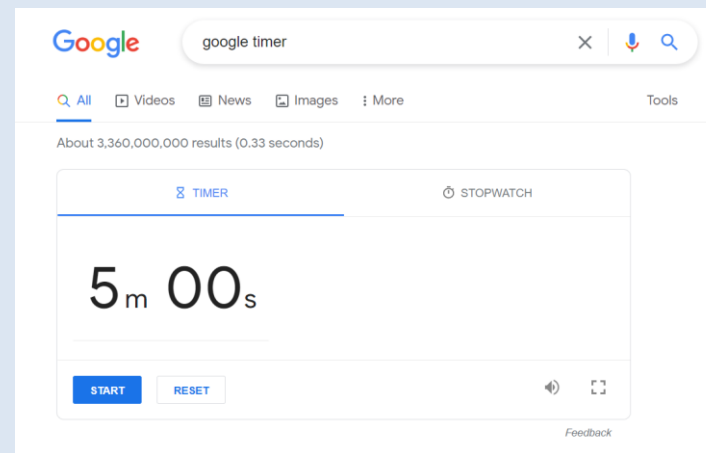 Google google timer
All Videos News Images More Tools
About 3,360,000,000 results (0.33 seconds)
TIMER STOPWATCH
5m 00s
START RESET
Feedback